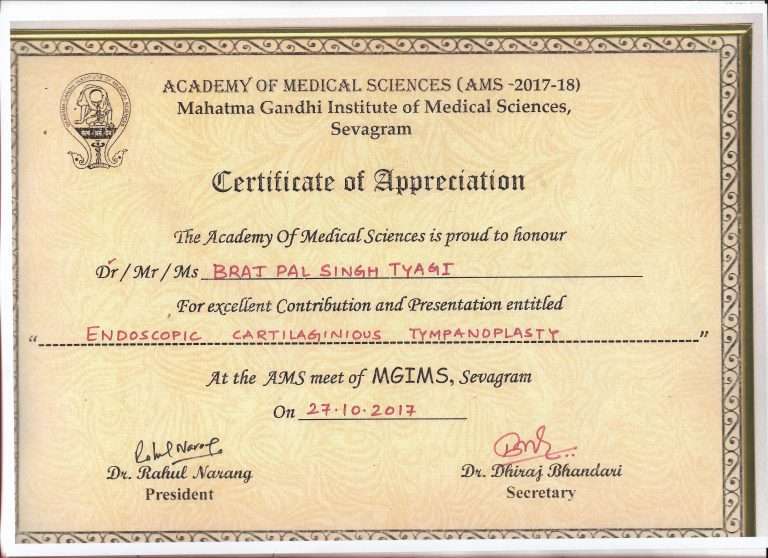 ACADEMY OF MEDICAL SCIENCES (AMS -2017-18)
Mahatma Gandhi Institute of Medical Sciences,
Sevagram
Certificate of Appreciation
The Academy Of Medical Sciences is proud to honour
Dr / Mr / Ms BRAJ PAL SINGH TYAGI
For excellent Contribution and Presentation entitled
" ENDOSCOPIC CARTILAGINIOUS TYMPANOPLASTY "
At the AMS meet of MGIMS, Sevagram
On 27.10.2017
Rahul Narang
Dr. Rahul Narang
President
Dr. Dhiraj Bhandari
Secretary